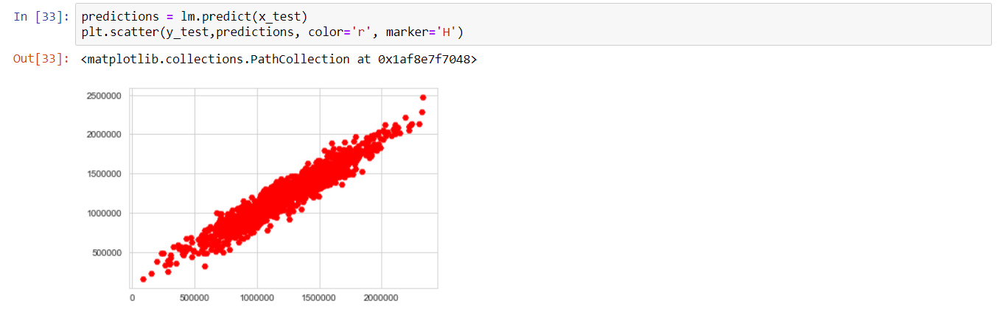 In [33]: predictions = lm.predict(x_test)
plt.scatter(y_test,predictions, color='r', marker='H')
Out[33]: <matplotlib.collections.PathCollection at 0x1af8e7f7048>
2500000
2000000
1500000
1000000
500000
0 500000 1000000 1500000 2000000